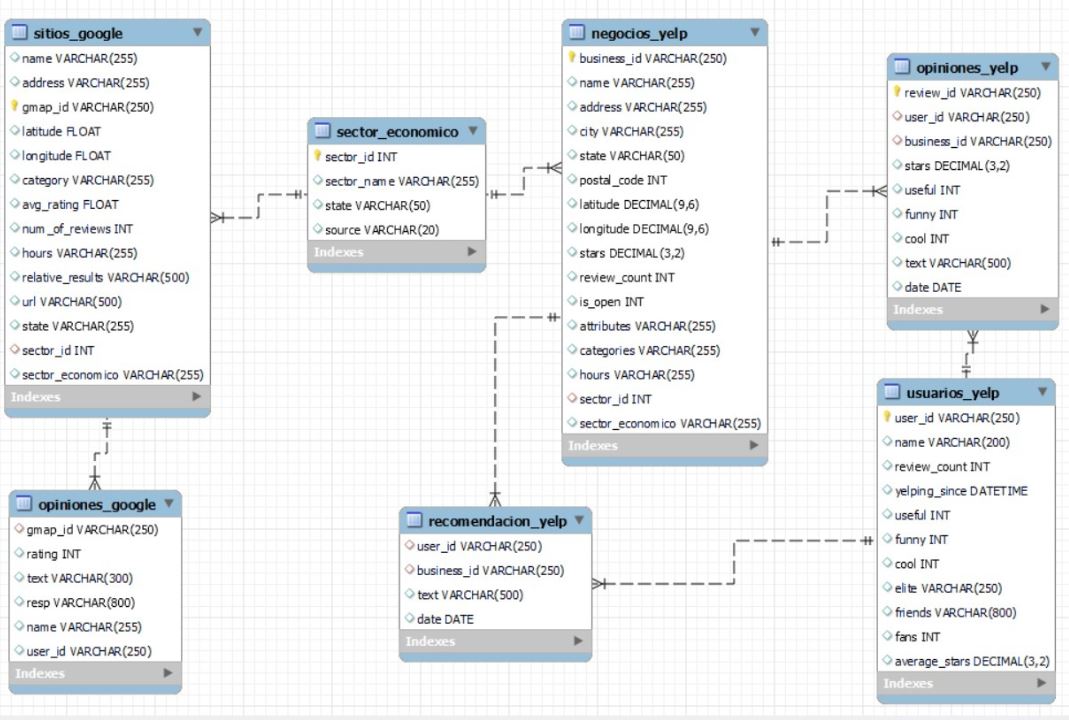 sitios_google
name VARCHAR(255)
address VARCHAR(255)
gmap_id VARCHAR(250)
latitude FLOAT
longitude FLOAT
category VARCHAR(255)
avg_rating FLOAT
num_of_reviews INT
hours VARCHAR(255)
relative_results VARCHAR(500)
url VARCHAR(500)
state VARCHAR(255)
sector_id INT
sector_economico VARCHAR(255)
Indexes
sector_economico
sector_id INT
sector_name VARCHAR(255)
state VARCHAR(50)
source VARCHAR(20)
Indexes
negocios_yelp
business_id VARCHAR(250)
name VARCHAR(255)
address VARCHAR(255)
city VARCHAR(255)
state VARCHAR(50)
postal_code INT
latitude DECIMAL(9,6)
longitude DECIMAL(9,6)
stars DECIMAL(3,2)
review_count INT
is_open INT
attributes VARCHAR(255)
categories VARCHAR(255)
hours VARCHAR(255)
sector_id INT
sector_economico VARCHAR(255)
Indexes
opiniones_yelp
review_id VARCHAR(250)
user_id VARCHAR(250)
business_id VARCHAR(250)
stars DECIMAL(3,2)
useful INT
funny INT
cool INT
text VARCHAR(500)
date DATE
Indexes
opiniones_google
gmap_id VARCHAR(250)
rating INT
text VARCHAR(300)
resp VARCHAR(800)
name VARCHAR(255)
user_id VARCHAR(250)
Indexes
recomendacion_yelp
user_id VARCHAR(250)
business_id VARCHAR(250)
text VARCHAR(500)
date DATE
Indexes
usuarios_yelp
user_id VARCHAR(250)
name VARCHAR(200)
review_count INT
yelping_since DATETIME
useful INT
funny INT
cool INT
elite VARCHAR(250)
friends VARCHAR(800)
fans INT
average_stars DECIMAL(3,2)
Indexes